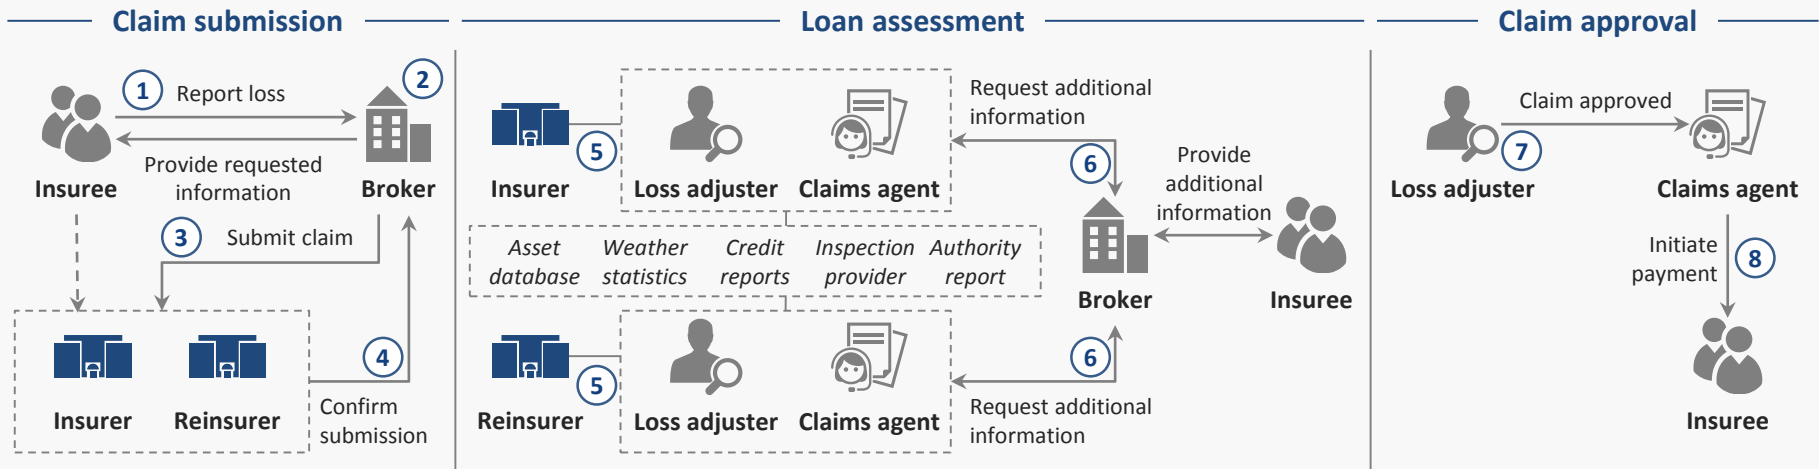 Claim submission
1
Report loss
2
Provide requested
information
Insuree
Broker
3
Submit claim
4
Confirm
submission
Insurer
Reinsurer
Loan assessment
Insurer
5
Loss adjuster
Claims agent
Request additional
information
6
Asset
database
Weather
statistics
Credit
reports
Inspection
provider
Authority
report
Provide
additional
information
Broker
Insuree
Reinsurer
5
Loss adjuster
Claims agent
6
Request additional
information
Claim approval
Claim approved
7
Loss adjuster
Claims agent
Initiate
payment
8
Insuree